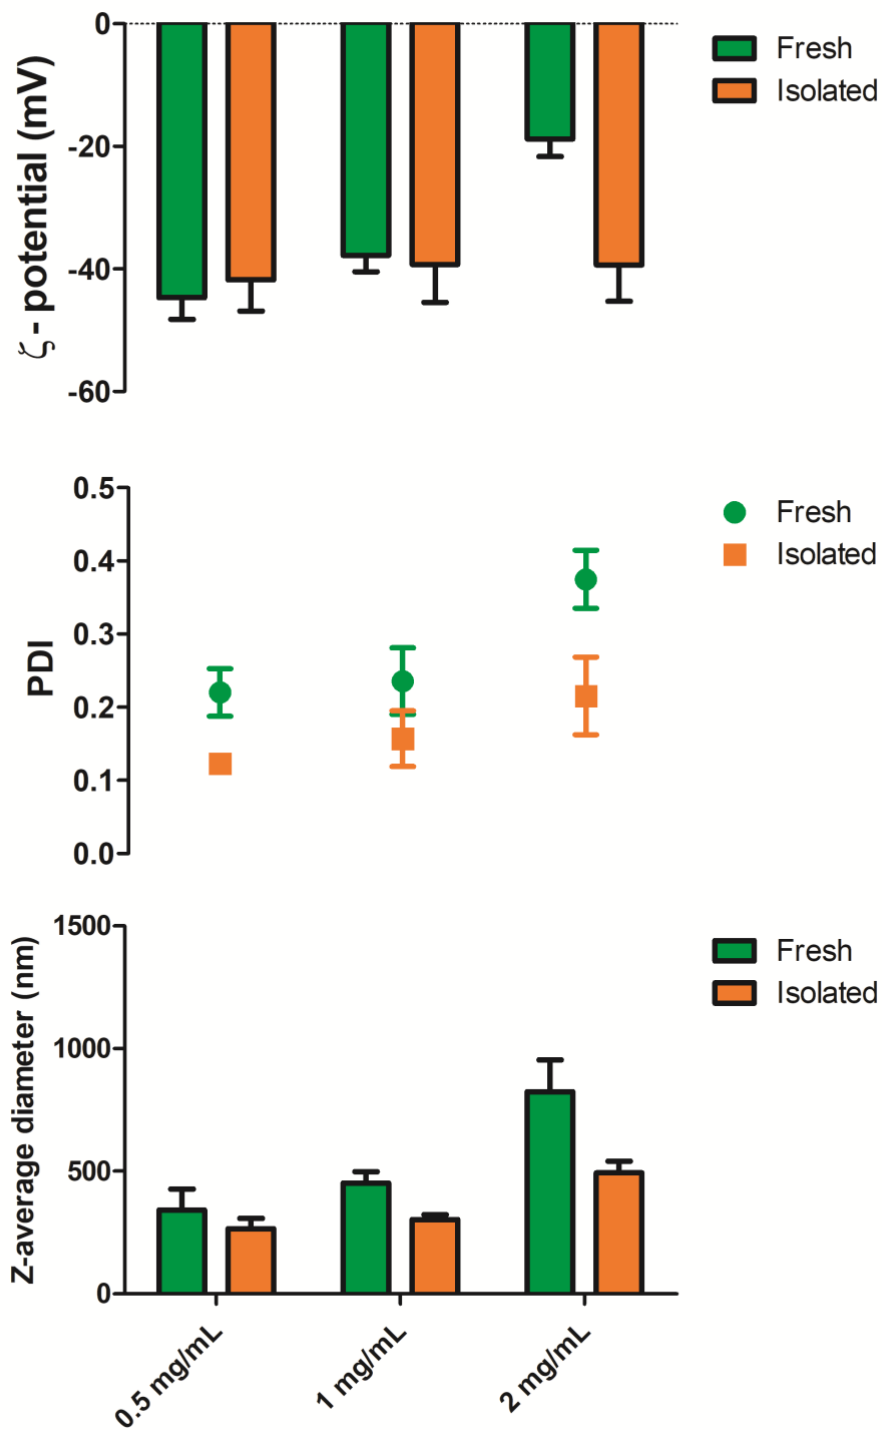 ζ- potential (mV)
0
-20
-40
-60
Fresh
Isolated
PDI
0.5
0.4
0.3
0.2
0.1
0.0
Fresh
Isolated
Z-average diameter (nm)
1500
1000
500
0
Fresh
Isolated
0.5 mg/mL
1 mg/mL
2 mg/mL